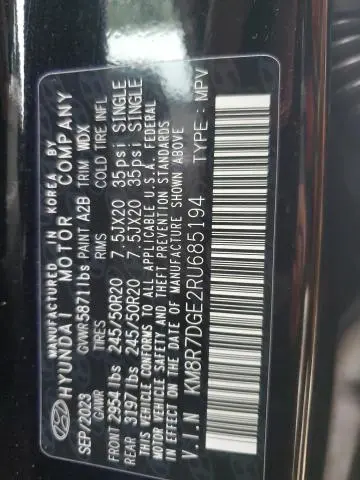 MANUFACTURED IN KOREA BY
HYUNDAI MOTOR COMPANY
SEP/2023 GVWR 5871lbs PAINT A2B TRIM WDX
GAWR TIRES RIMS COLD TIRE INFL
FRONT 2954lbs 245/50R20 7.5JX20 35psi SINGLE
REAR 3197lbs 245/50R20 7.5JX20 35psi SINGLE
THIS VEHICLE CONFORMS TO ALL APPLICABLE U.S.A. FEDERAL
MOTOR VEHICLE SAFETY AND THEFT PREVENTION STANDARDS
IN EFFECT ON THE DATE OF MANUFACTURE SHOWN ABOVE
V.I.N KM8R7DGE2RU685194 TYPE: MPV